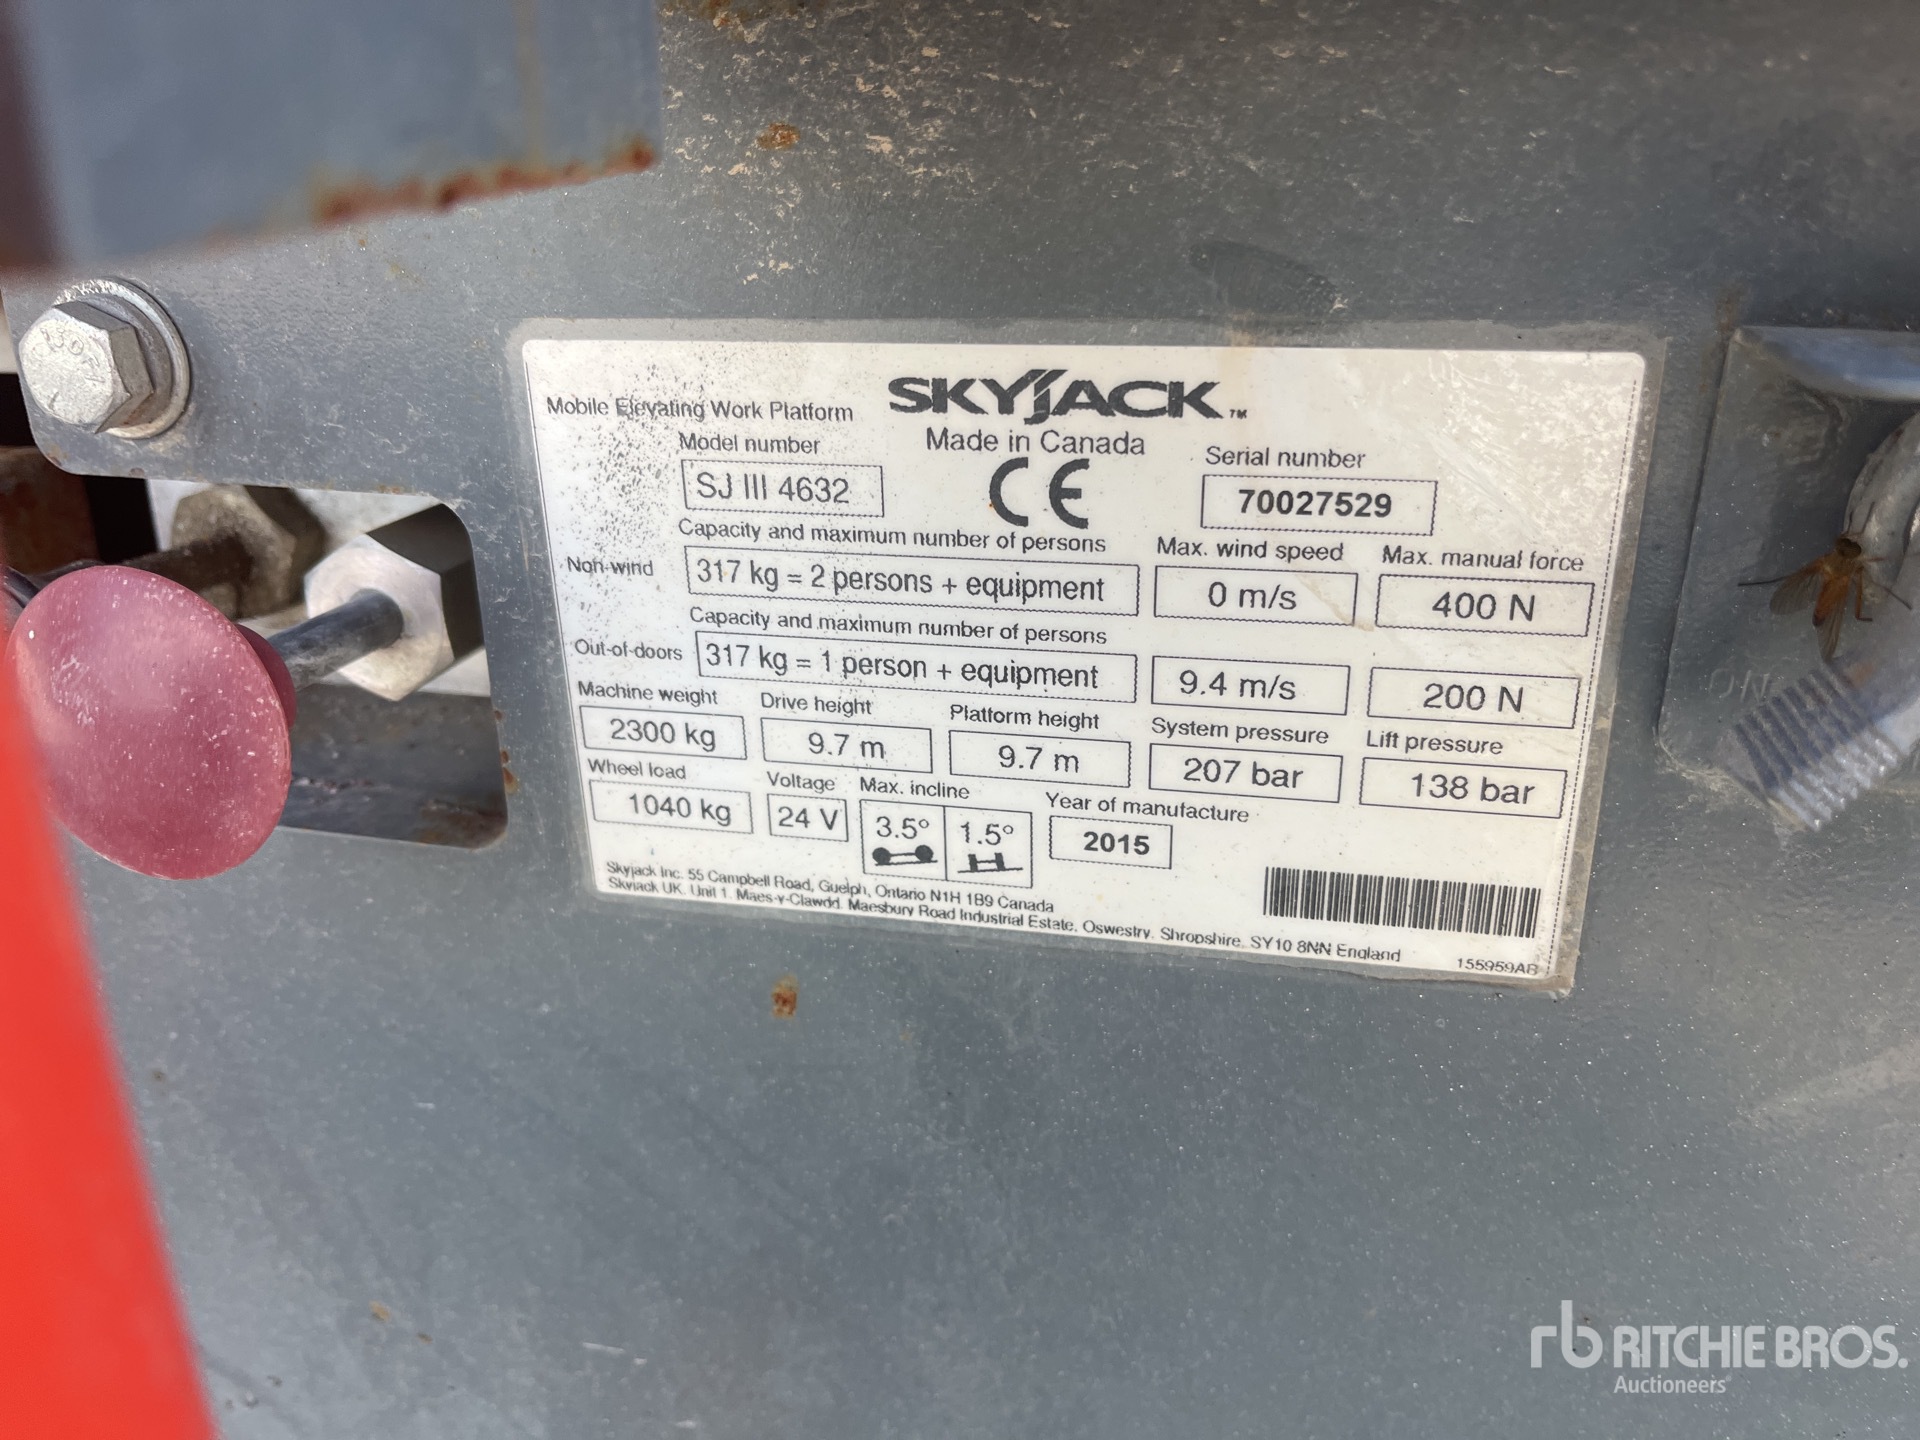 SKYJACK TM
Mobile Elevating Work Platform
Made in Canada
CE
Model number
SJ III 4632
Serial number
70027529
Capacity and maximum number of persons
Non-wind
317 kg = 2 persons + equipment
Max. wind speed
0 m/s
Max. manual force
400 N
Capacity and maximum number of persons
Out-of-doors
317 kg = 1 person + equipment
9.4 m/s
200 N
Machine weight
2300 kg
Drive height
9.7 m
Platform height
9.7 m
System pressure
207 bar
Lift pressure
138 bar
Wheel load
1040 kg
Voltage
24 V
Max. incline
3.5°
1.5°
Year of manufacture
2015
Skyjack Inc. 55 Campbell Road, Guelph, Ontario N1H 1B9 Canada
Skyjack UK. Unit 1. Maes-y-Clawdd. Maesbury Road Industrial Estate. Oswestry. Shropshire. SY10 8NN England
155959AB
rb RITCHIE BROS.
Auctioneers